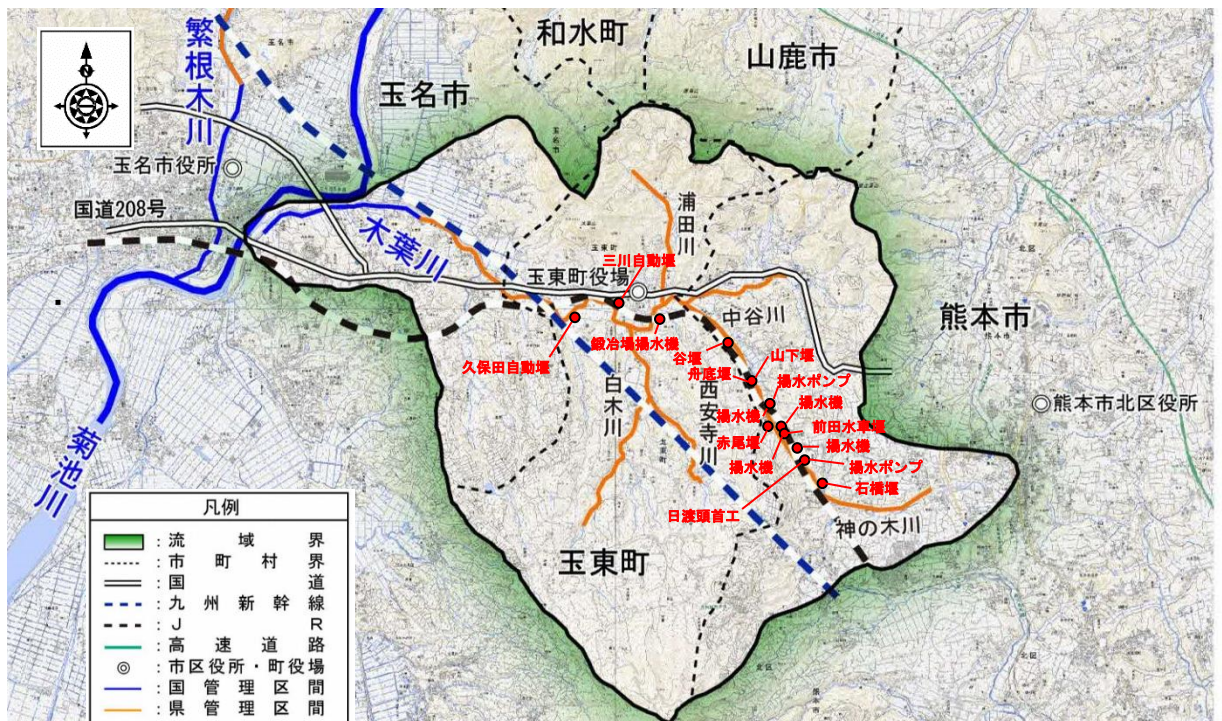 和水町
山鹿市
繁根木川
玉名市
N
玉名市役所
国道208号
浦田川
木葉川
三川自動堰
玉東町役場
熊本市
中谷川
鍛冶場揚水機
谷堰
山下堰
久保田自動堰
舟底堰
揚水ポンプ
白木川
西安寺川
揚水機
揚水機
前田水車堰
熊本市北区役所
赤尾堰
揚水機
揚水機
揚水ポンプ
菊池川
石橋堰
日渡頭首工
神の木川
玉東町
凡例
:流域界
:市町村界
:国道
:九州新幹線
:JR
:高速道路
◎:市区役所・町役場
:国管理区間
:県管理区間